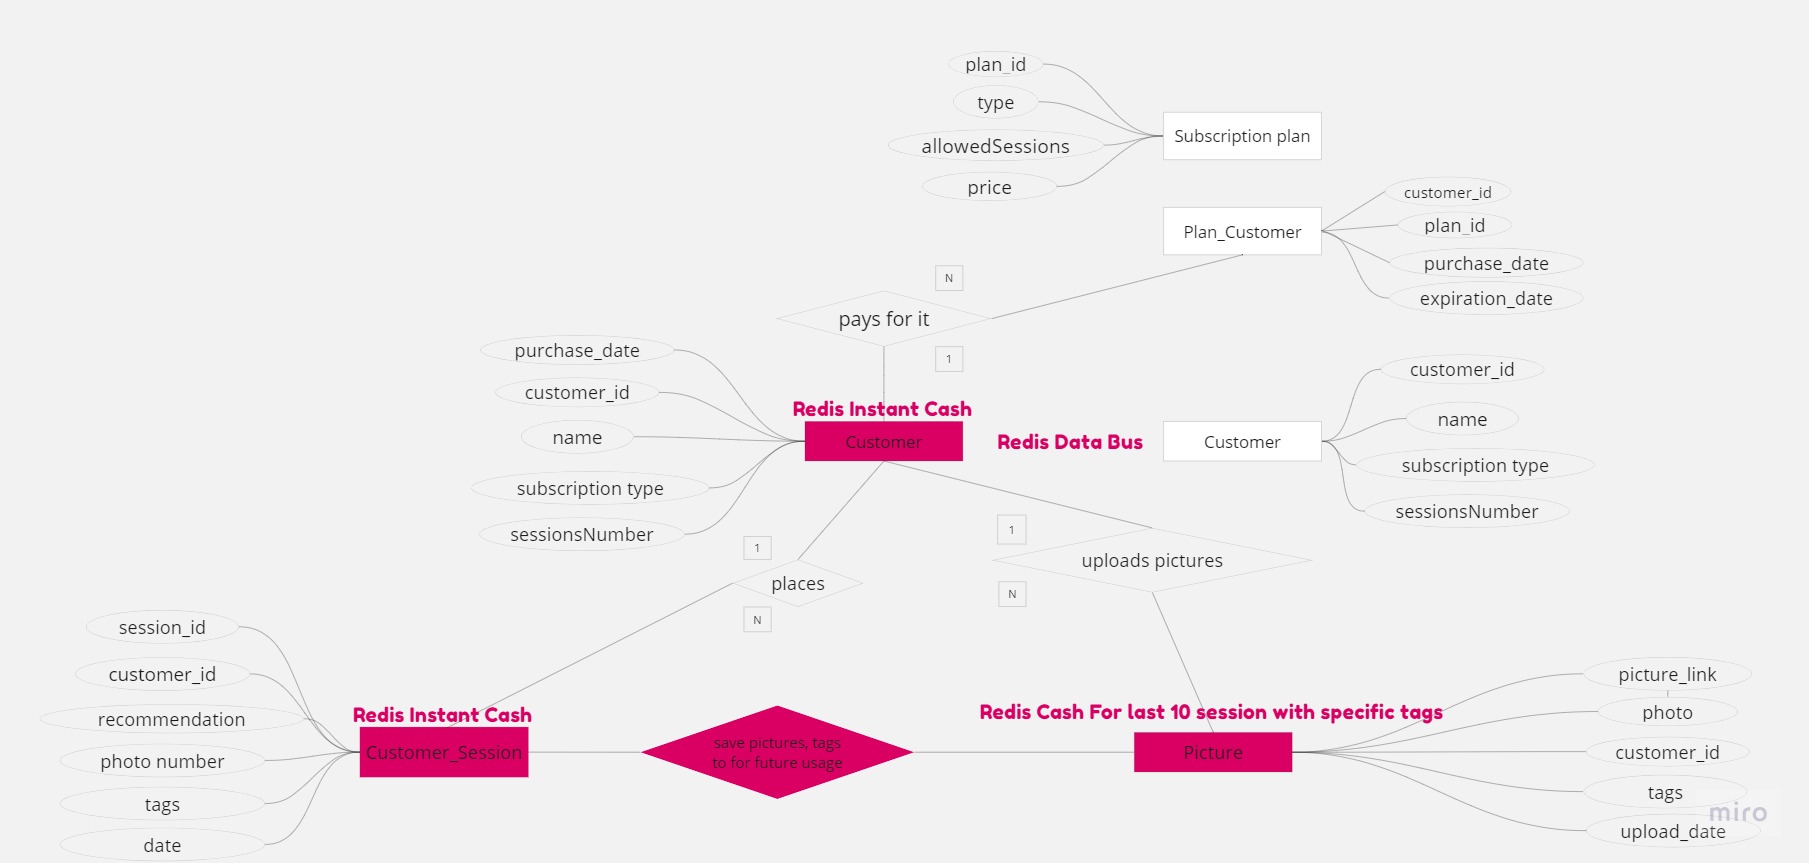 plan_id
type
allowedSessions
price
Subscription plan
Plan_Customer
customer_id
plan_id
purchase_date
expiration_date
N
pays for it
1
purchase_date
customer_id
name
subscription type
sessionsNumber
Redis Instant Cash
Customer
Redis Data Bus
Customer
customer_id
name
subscription type
sessionsNumber
1
places
N
1
uploads pictures
N
session_id
customer_id
recommendation
photo number
tags
date
Redis Instant Cash
Customer_Session
save pictures, tags
to for future usage
Redis Cash For last 10 session with specific tags
Picture
picture_link
photo
customer_id
tags
upload_date
miro